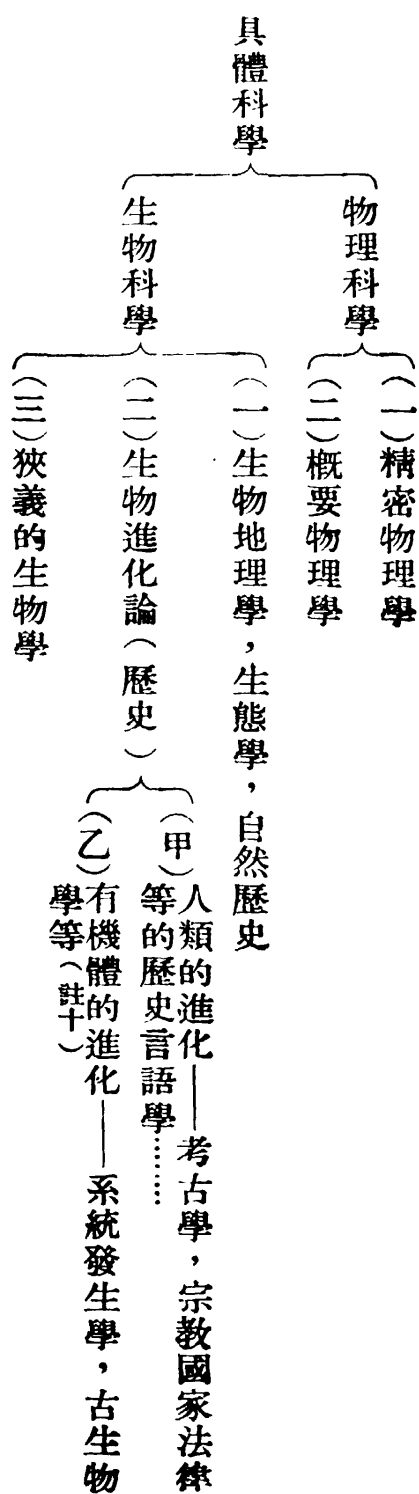 具體科學
物理科學
(一)精密物理學
(二)概要物理學
生物科學
(一)生物地理學，生態學，自然歷史
(二)生物進化論(歷史)
(甲)人類的進化——考古學，宗教國家法律
等的歷史言語學………
(乙)有機體的進化——系統發生學，古生物
學等(註十)
(三)狹義的生物學